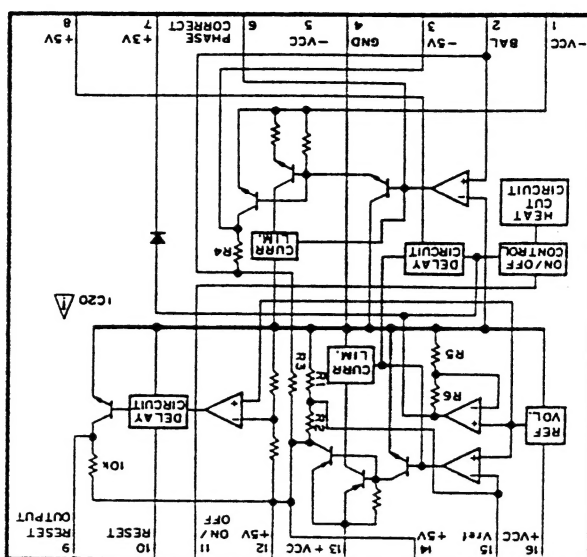 16
+VCC
15
Vref
14
+5V
13 + VCC
12
+5V
11
ON/
OFF
10
RESET
9
RESET
OUTPUT
10k
REF
VOL.
R6
R5
R2
R1
R3
CURR
LIM.
DELAY
CIRCUIT
IC20
ON/OFF
CONTROL
HEAT
CUT
CIRCUIT
DELAY
CIRCUIT
CURR
LIM.
R4
1
-VCC
2
BAL
3
-5V
4
GND
5
-VCC
6
PHASE
CORRECT
7
+3V
8
+5V